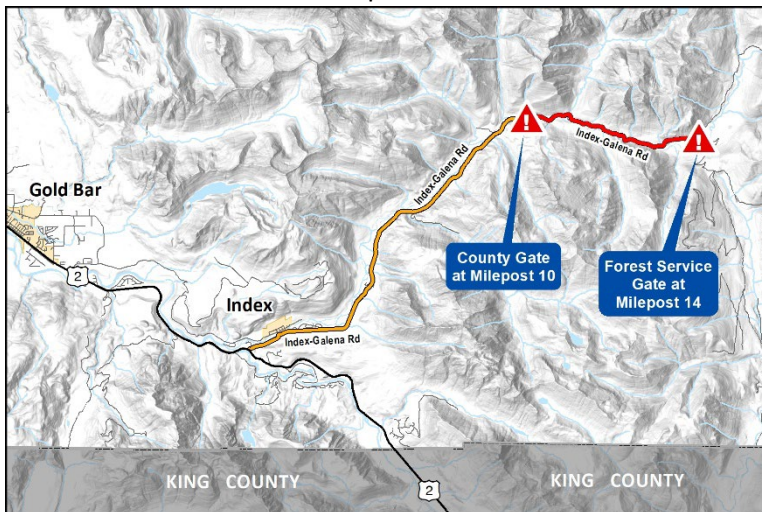 Index-Galena Rd
Index-Galena Rd
Gold Bar
County Gate
at Milepost 10
Forest Service
Gate at
Milepost 14
2
Index
Index-Galena Rd
KING COUNTY
KING COUNTY
2